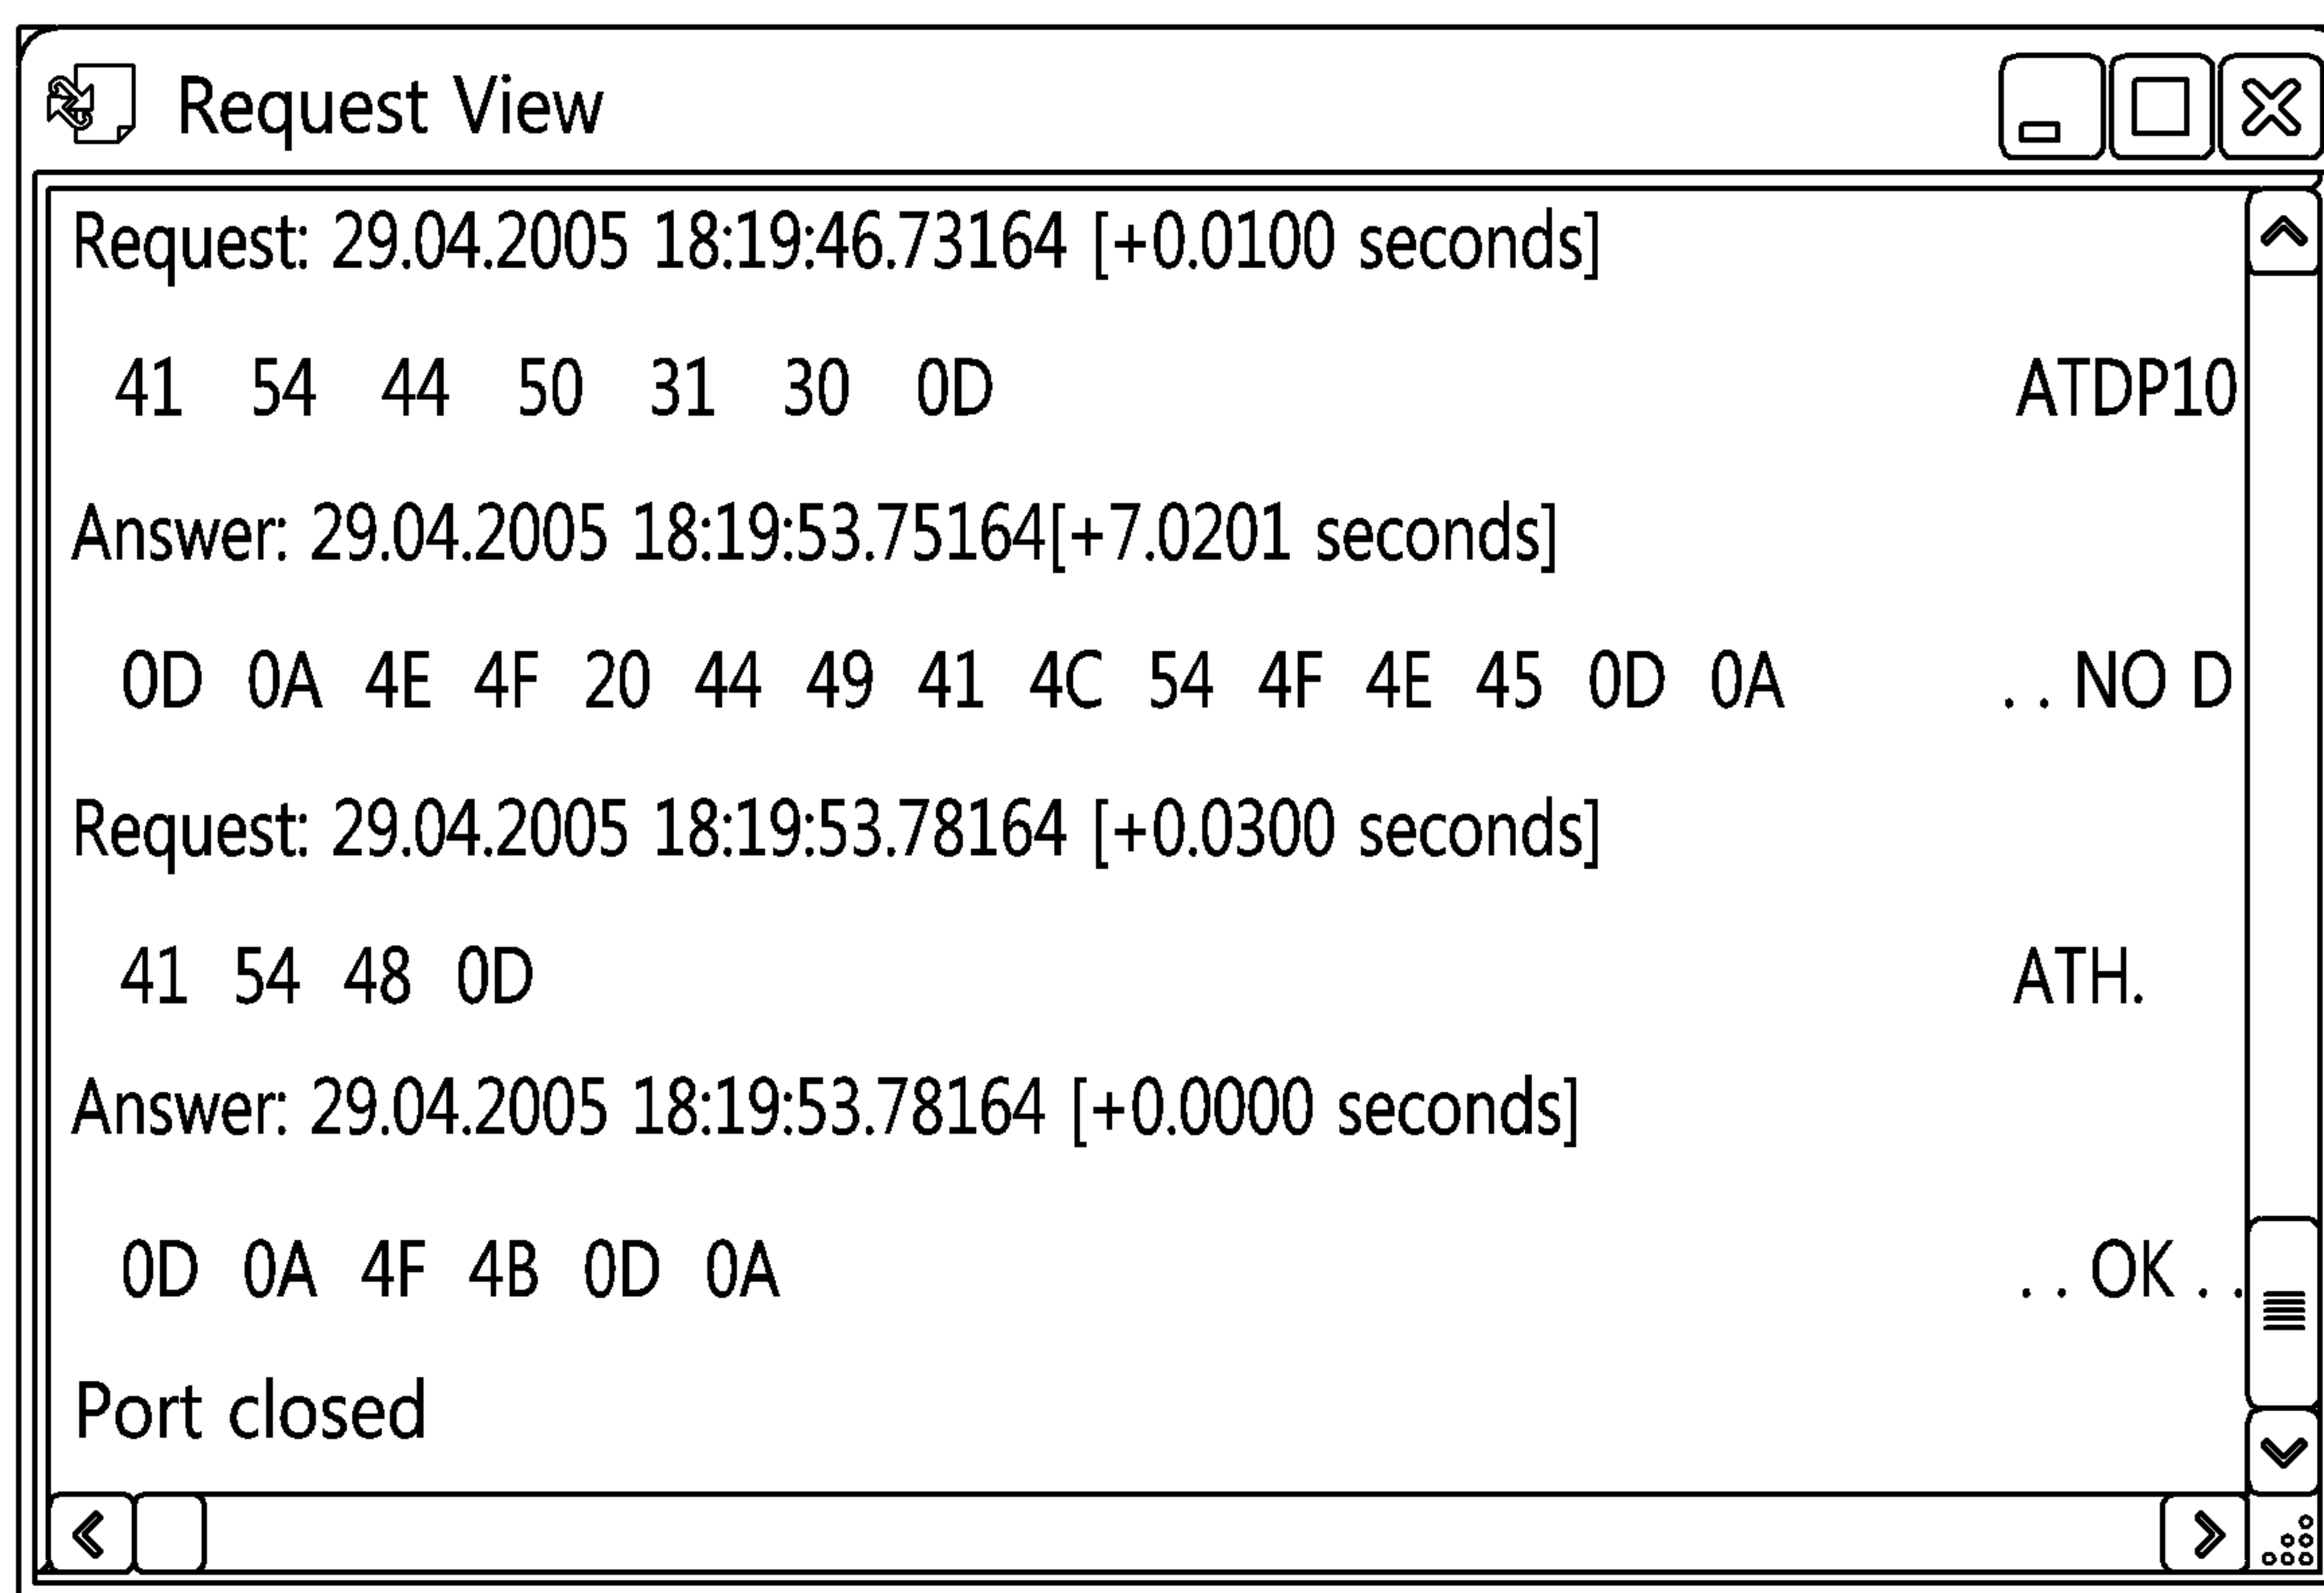 Request View
Request: 29.04.2005 18:19:46.73164 [+0.0100 seconds]
41 54 44 50 31 30 0D ATDP10
Answer: 29.04.2005 18:19:53.75164[+7.0201 seconds]
0D 0A 4E 4F 20 44 49 41 4C 54 4F 4E 45 0D 0A . . NO D
Request: 29.04.2005 18:19:53.78164 [+0.0300 seconds]
41 54 48 0D ATH.
Answer: 29.04.2005 18:19:53.78164 [+0.0000 seconds]
0D 0A 4F 4B 0D 0A . . OK . .
Port closed